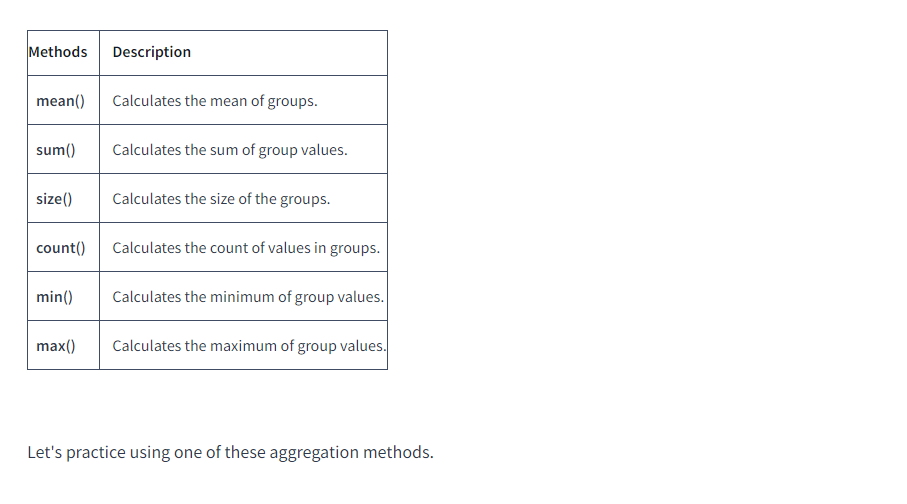 Methods Description
mean() Calculates the mean of groups.
sum() Calculates the sum of group values.
size() Calculates the size of the groups.
count() Calculates the count of values in groups.
min() Calculates the minimum of group values.
max() Calculates the maximum of group values.
Let's practice using one of these aggregation methods.